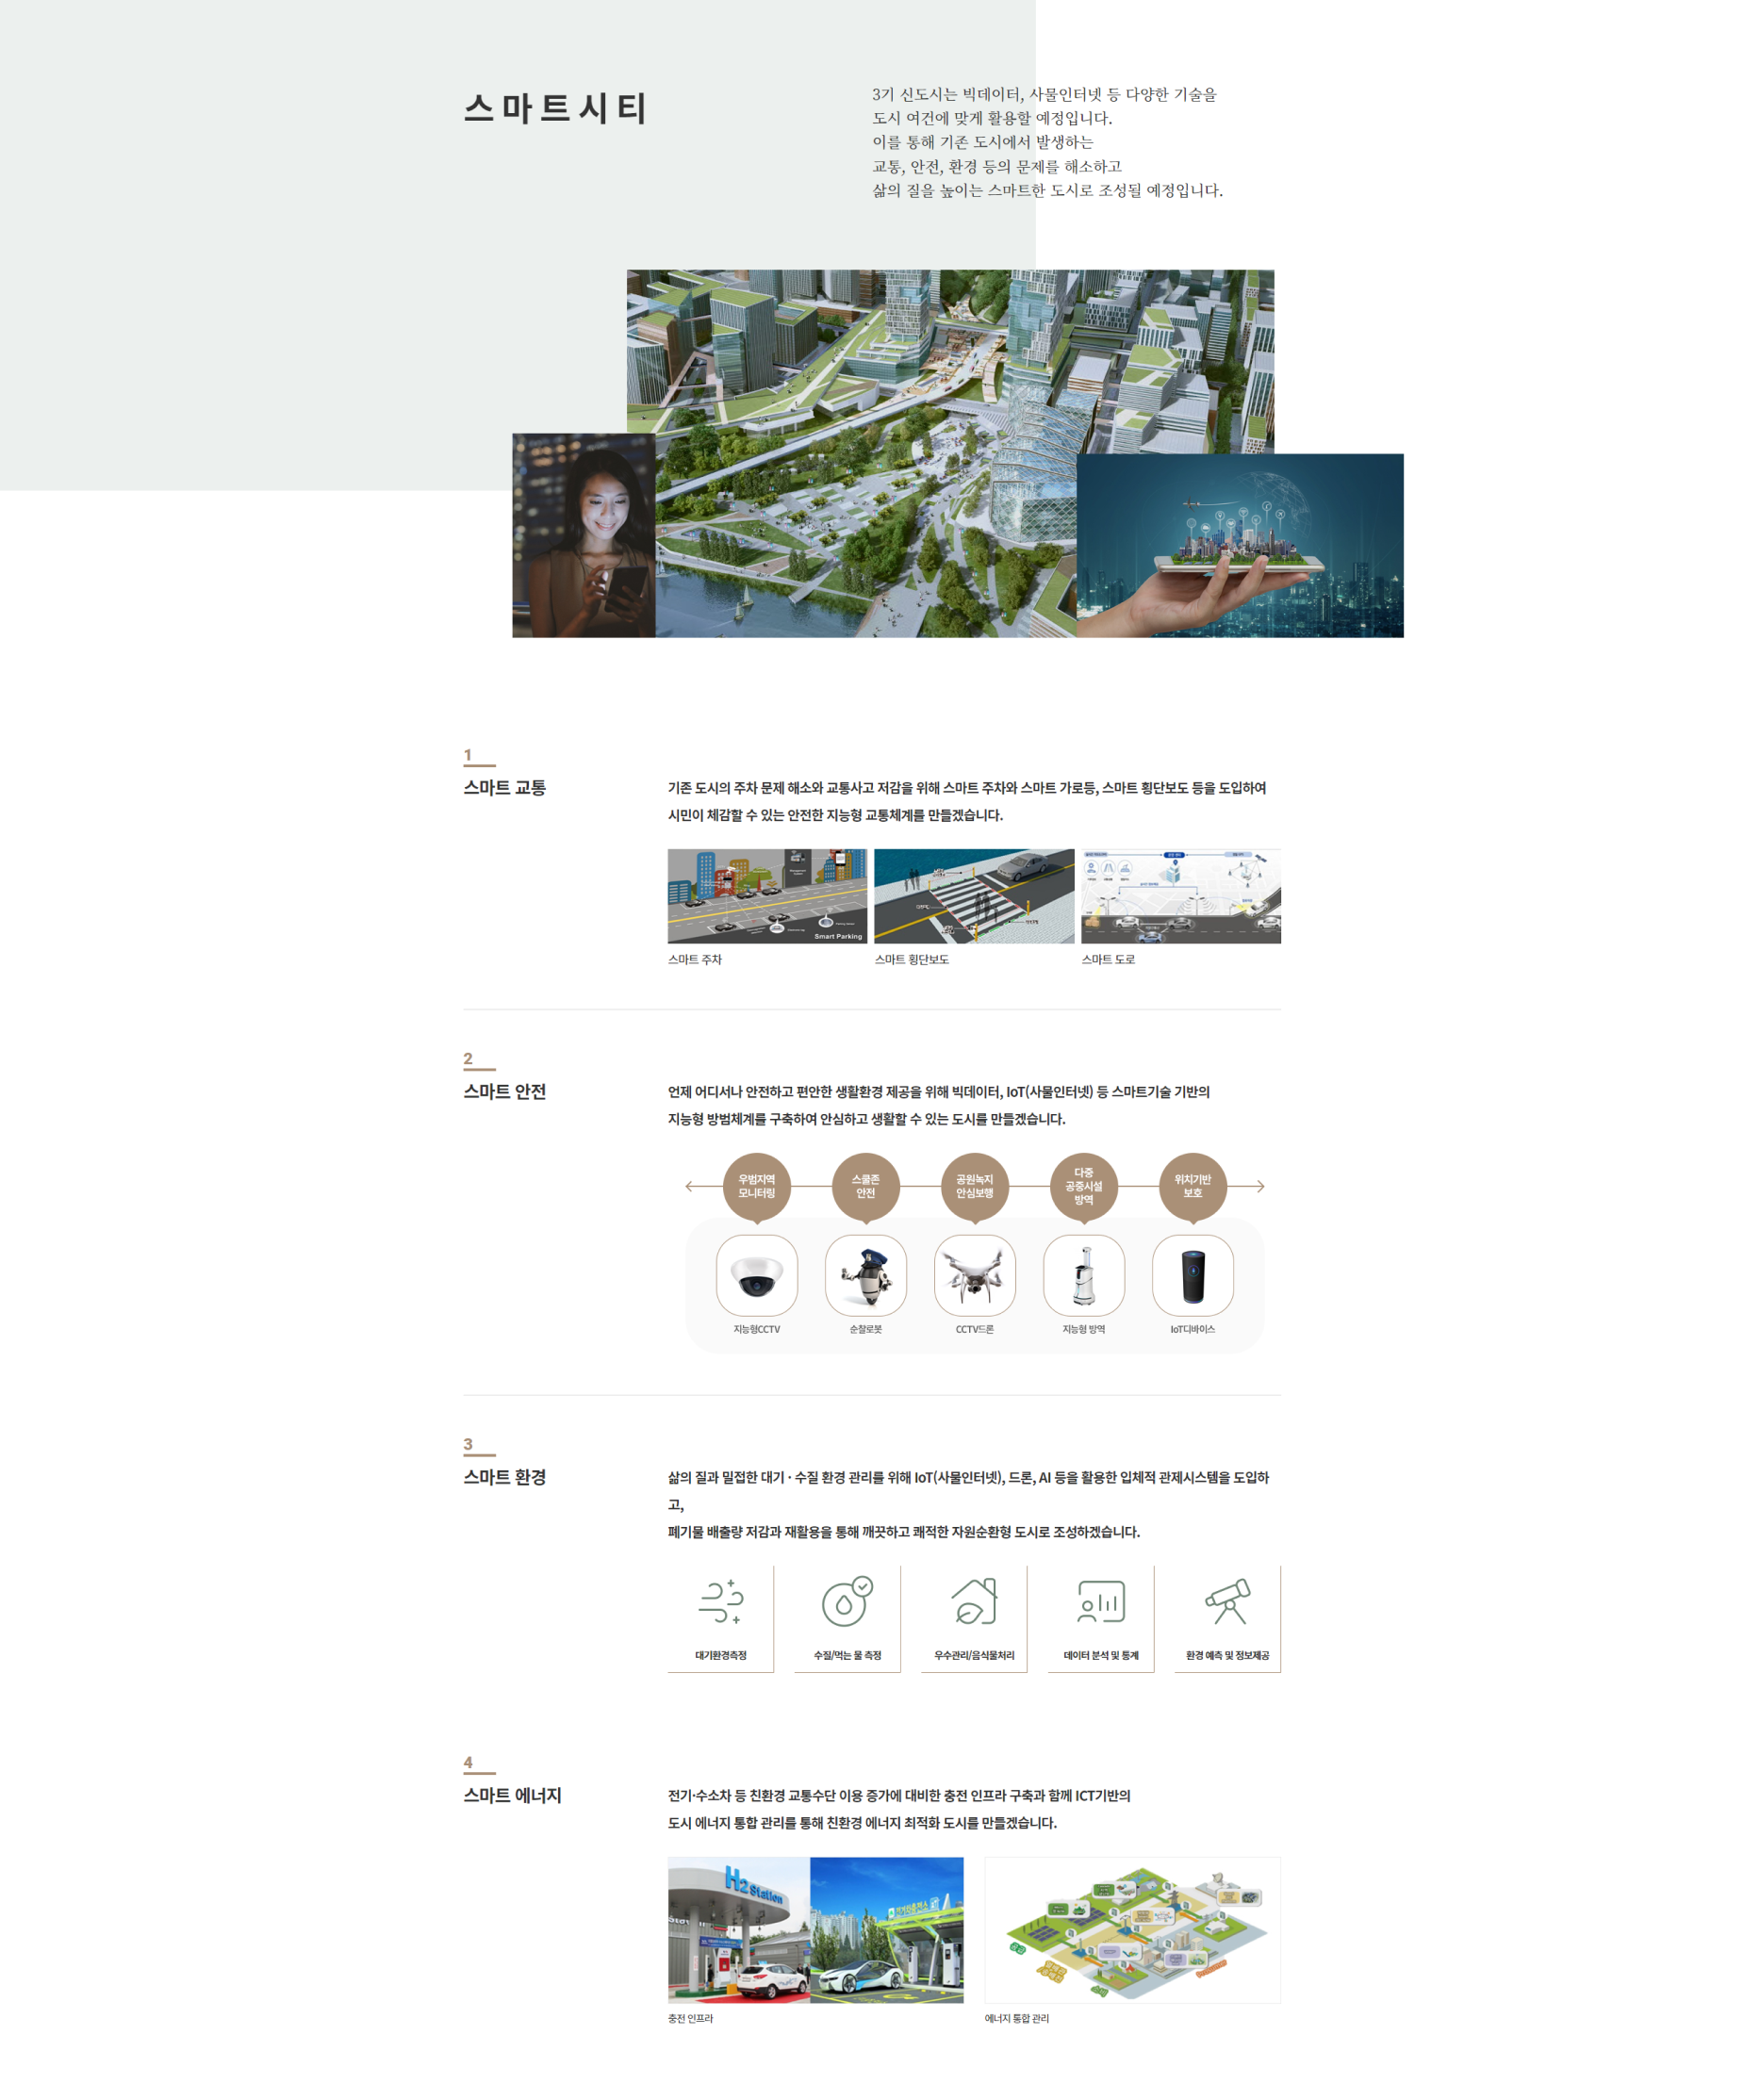 스마트시티
3기 신도시는 빅데이터, 사물인터넷 등 다양한 기술을
도시 여건에 맞게 활용할 예정입니다.
이를 통해 기존 도시에서 발생하는
교통, 안전, 환경 등의 문제를 해소하고
삶의 질을 높이는 스마트한 도시로 조성될 예정입니다.
1
스마트 교통
기존 도시의 주차 문제 해소와 교통사고 저감을 위해 스마트 주차와 스마트 가로등, 스마트 횡단보도 등을 도입하여
시민이 체감할 수 있는 안전한 지능형 교통체계를 만들겠습니다.
Smart Parking
스마트 주차
스마트 횡단보도
스마트 도로
2
스마트 안전
언제 어디서나 안전하고 편안한 생활환경 제공을 위해 빅데이터, IoT(사물인터넷) 등 스마트기술 기반의
지능형 방범체계를 구축하여 안심하고 생활할 수 있는 도시를 만들겠습니다.
우범지역
모니터링
스쿨존
안전
공원녹지
안심보행
다중
공중시설
방역
위치기반
보호
지능형CCTV
순찰로봇
CCTV드론
지능형 방역
IoT디바이스
3
스마트 환경
삶의 질과 밀접한 대기 · 수질 환경 관리를 위해 IoT(사물인터넷), 드론, AI 등을 활용한 입체적 관제시스템을 도입하
고,
폐기물 배출량 저감과 재활용을 통해 깨끗하고 쾌적한 자원순환형 도시로 조성하겠습니다.
대기환경측정
수질/먹는 물 측정
우수관리/음식물처리
데이터 분석 및 통계
환경 예측 및 정보제공
4
스마트 에너지
전기·수소차 등 친환경 교통수단 이용 증가에 대비한 충전 인프라 구축과 함께 ICT기반의
도시 에너지 통합 관리를 통해 친환경 에너지 최적화 도시를 만들겠습니다.
H2 Station
전기차충전소
충전 인프라
에너지 통합 관리